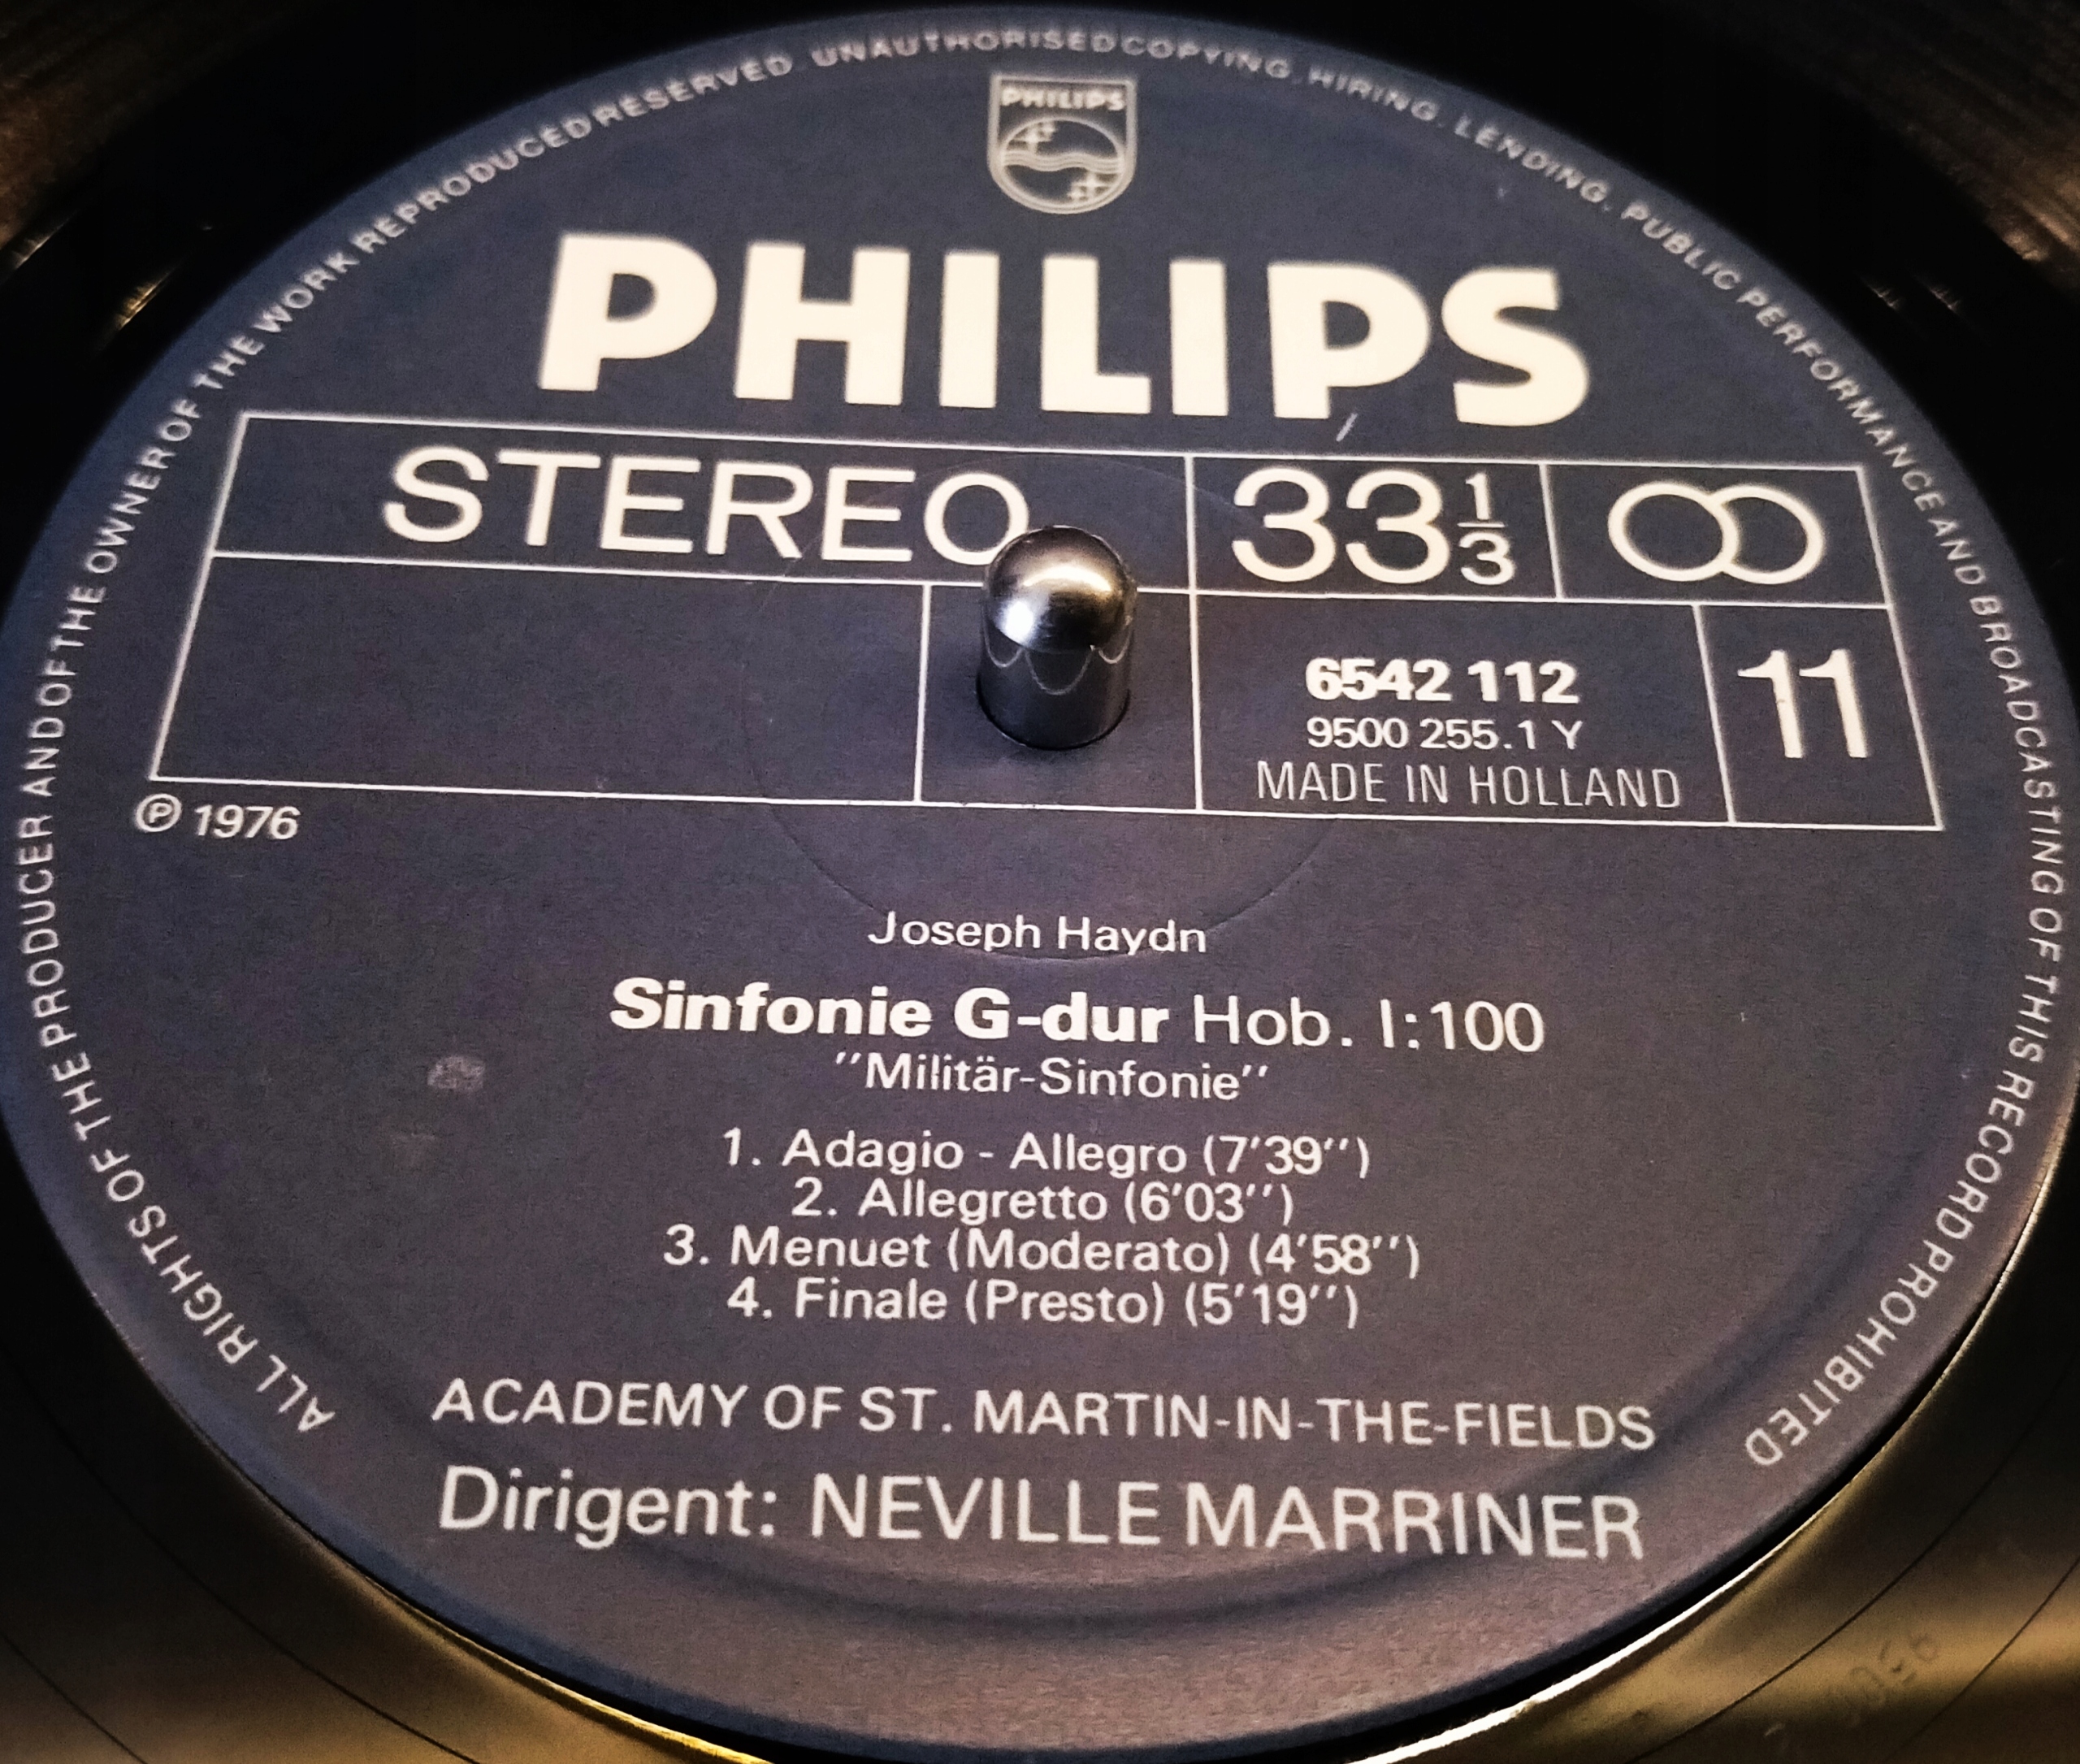 ALL RIGHTS OF THE PRODUCER AND OF THE OWNER OF THE WORK REPRODUCED RESERVED. UNAUTHORISED COPYING, HIRING, LENDING, PUBLIC PERFORMANCE AND BROADCASTING OF THIS RECORD PROHIBITED
PHILIPS
PHILIPS
STEREO 33 1/3
6542 112
9500 255.1 Y
MADE IN HOLLAND
11
℗ 1976
Joseph Haydn
Sinfonie G-dur Hob. I:100
"Militär-Sinfonie"
1. Adagio - Allegro (7'39'')
2. Allegretto (6'03'')
3. Menuet (Moderato) (4'58'')
4. Finale (Presto) (5'19'')
ACADEMY OF ST. MARTIN-IN-THE-FIELDS
Dirigent: NEVILLE MARRINER